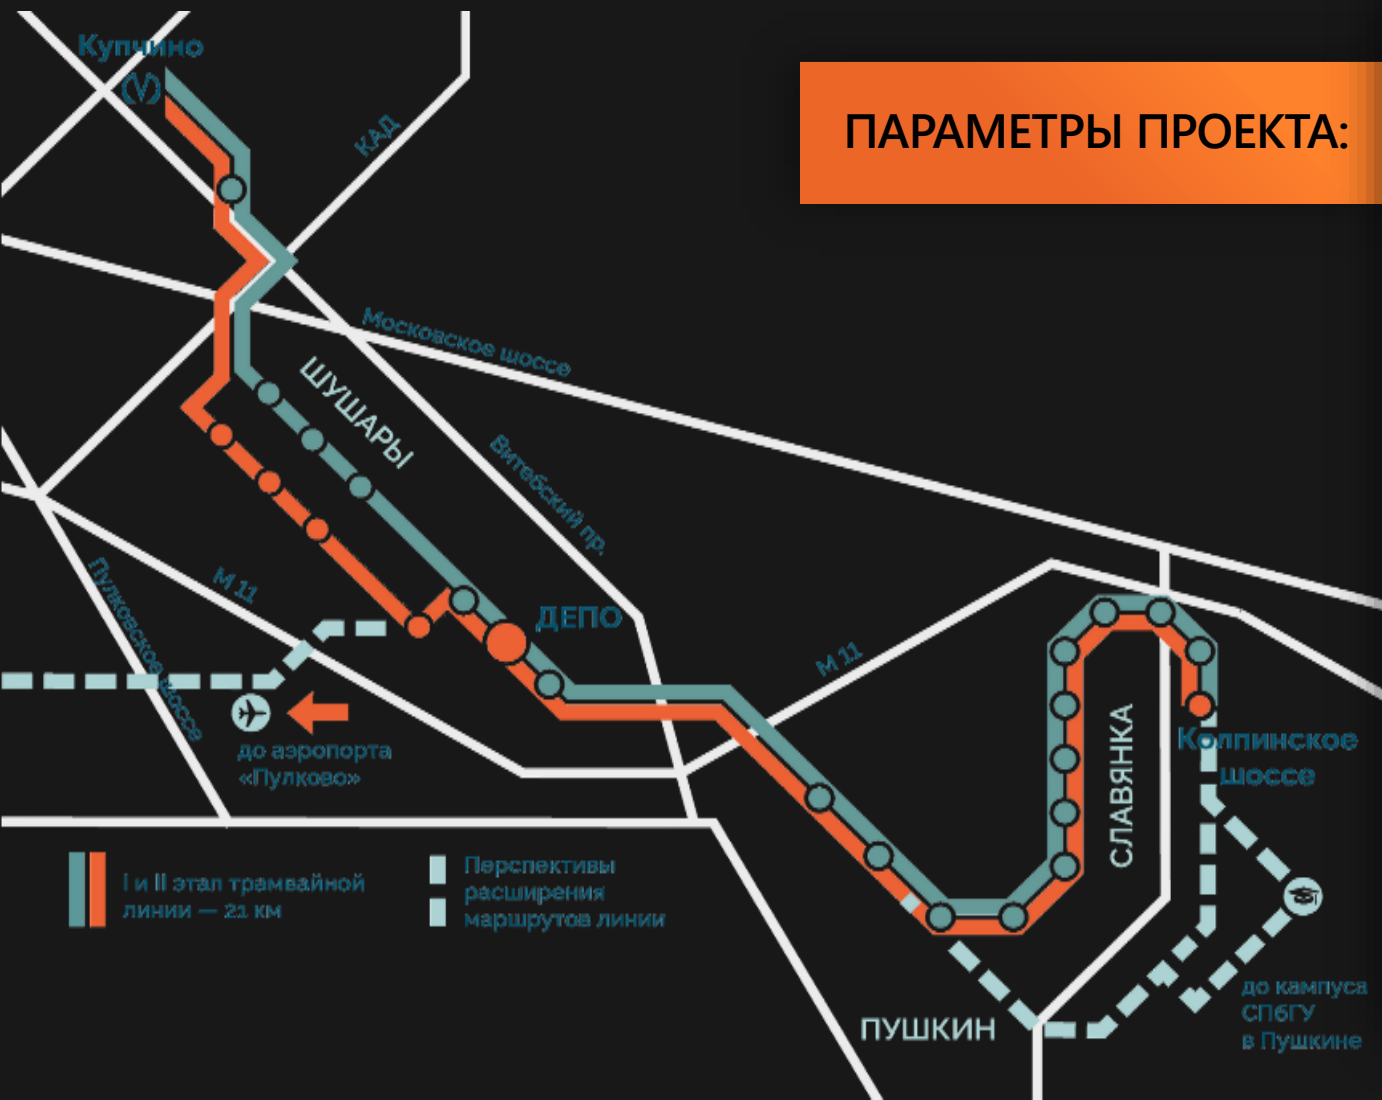 Купчино
КАД
ПАРАМЕТРЫ ПРОЕКТА:
Московское шоссе
ШУШАРЫ
Витебский пр.
Пулковское шоссе
М 11
ДЕПО
М 11
СЛАВЯНКА
Колпинское
шоссе
до аэропорта
«Пулково»
I и II этап трамвайной
линии — 21 км
Перспективы
расширения
маршрутов линии
ПУШКИН
до кампуса
СПбГУ
в Пушкине